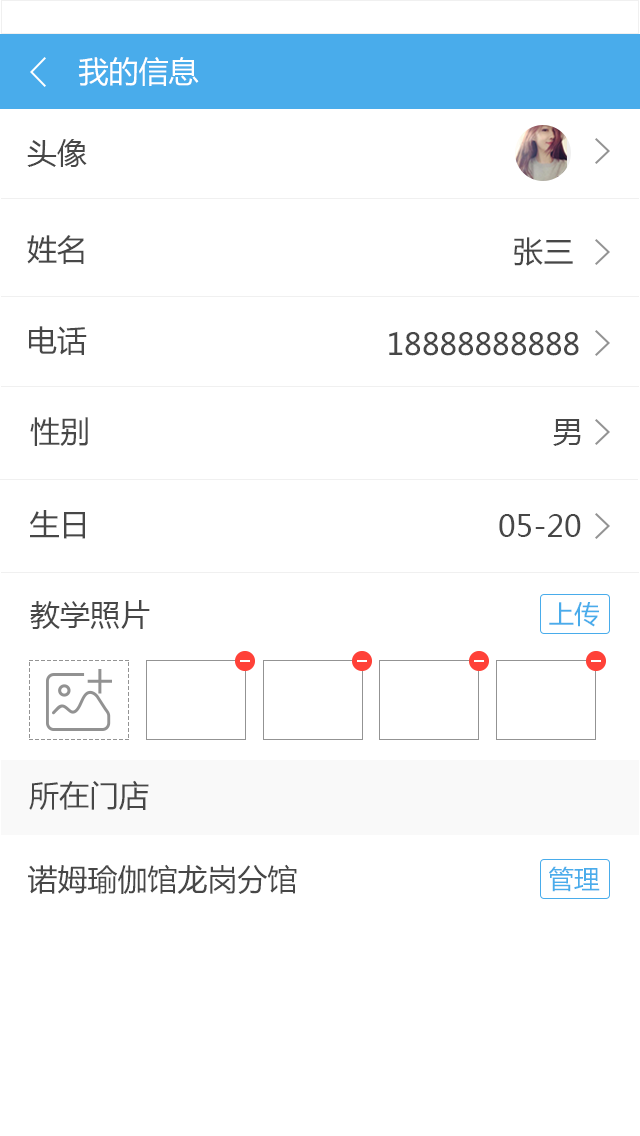 我的信息
头像
姓名 张三
电话 18888888888
性别 男
生日 05-20
教学照片 上传
所在门店
诺姆瑜伽馆龙岗分馆 管理